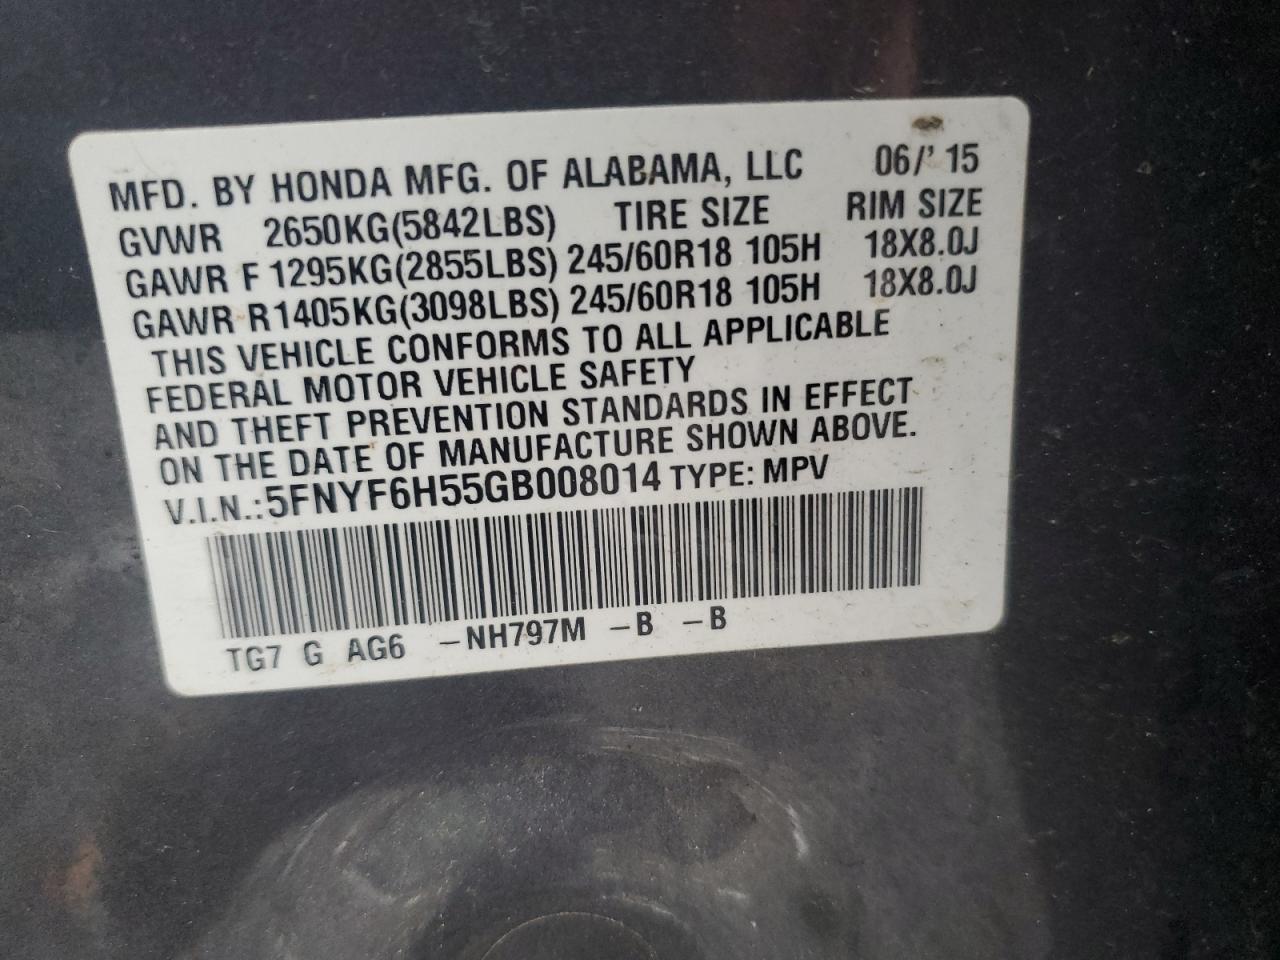 MFD. BY HONDA MFG. OF ALABAMA, LLC 06/' 15
GVWR 2650KG(5842LBS) TIRE SIZE RIM SIZE
GAWR F 1295KG(2855LBS) 245/60R18 105H 18X8.0J
GAWR R1405KG(3098LBS) 245/60R18 105H 18X8.0J
THIS VEHICLE CONFORMS TO ALL APPLICABLE
FEDERAL MOTOR VEHICLE SAFETY
AND THEFT PREVENTION STANDARDS IN EFFECT
ON THE DATE OF MANUFACTURE SHOWN ABOVE.
V.I.N.: 5FNYF6H55GB008014 TYPE: MPV
TG7 G AG6 -NH797M -B -B